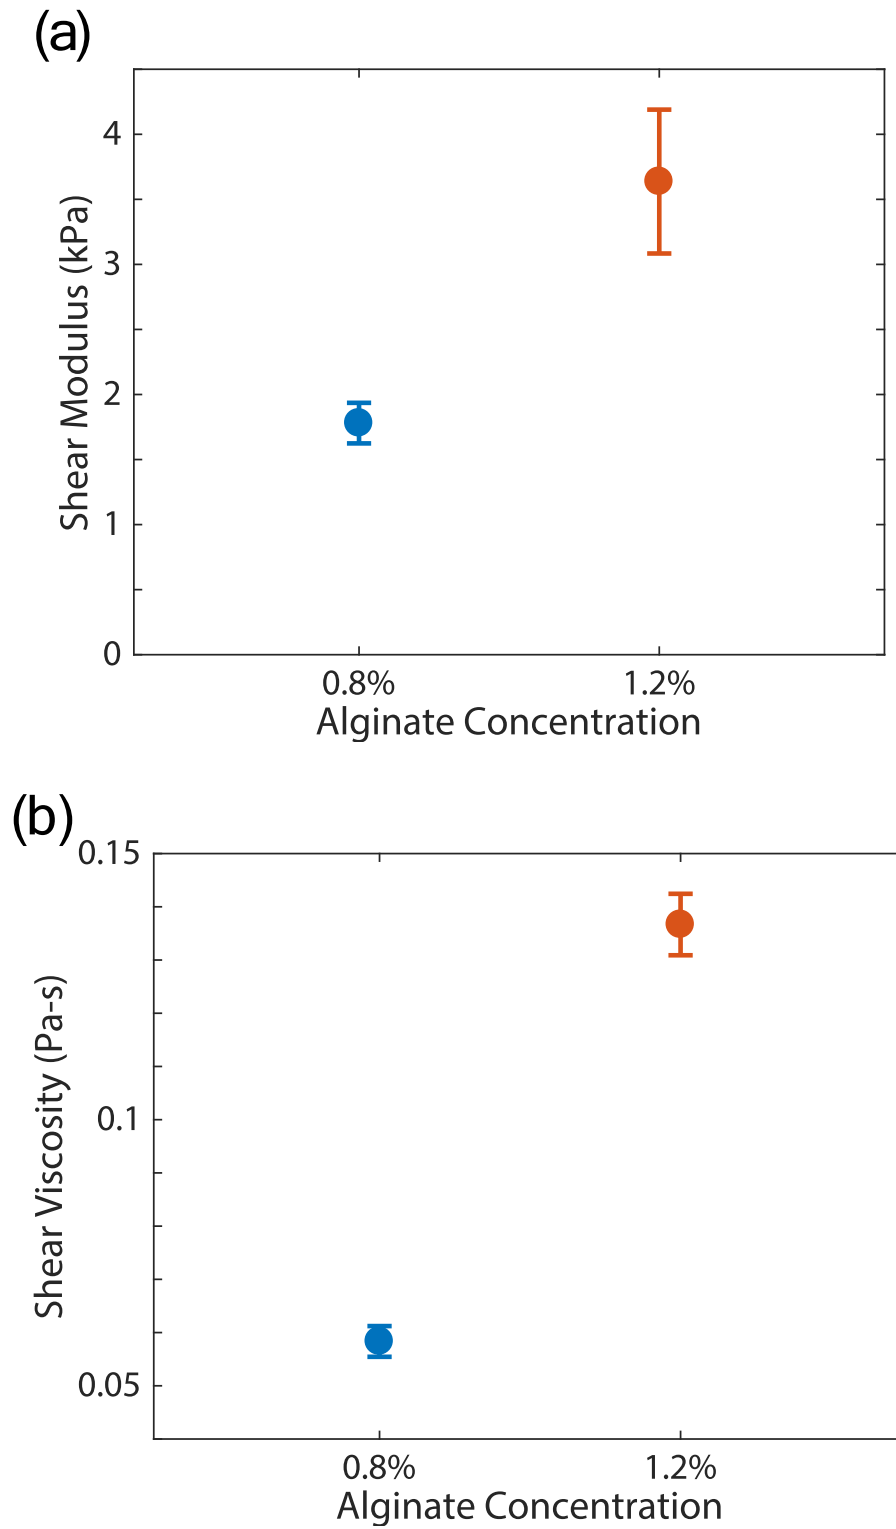 (a)
4
3
2
1
0
Shear Modulus (kPa)
0.8% 1.2%
Alginate Concentration
(b)
0.15
0.1
0.05
Shear Viscosity (Pa-s)
0.8% 1.2%
Alginate Concentration